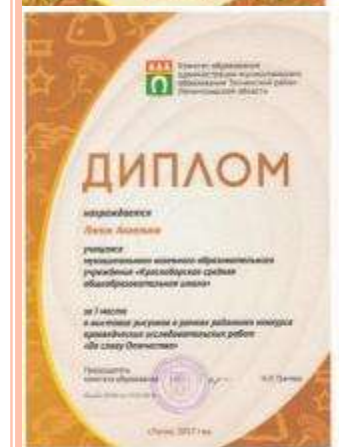 Комитет образования
администрации муниципального
образования Тосненский район
Ленинградской области
ДИПЛОМ
награждается
учащаяся
муниципального казенного образовательного
учреждения «Красноборская средняя
общеобразовательная школа»
за 1 место
в выставке рисунков в рамках районного конкурса
краеведческих исследовательских работ
«Во славу Отечества»
Председатель
комитета образования
г.Тосно, 2017 год